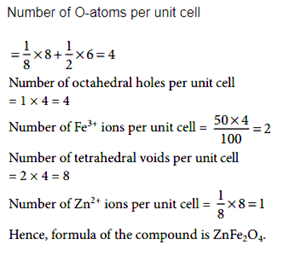 Number of O-atoms per unit cell
= 1/8 × 8 + 1/2 × 6 = 4
Number of octahedral holes per unit cell
= 1 × 4 = 4
Number of Fe³⁺ ions per unit cell = 50 × 4/100 = 2
Number of tetrahedral voids per unit cell
= 2 × 4 = 8
Number of Zn²⁺ ions per unit cell = 1/8 × 8 = 1
Hence, formula of the compound is ZnFe₂O₄.